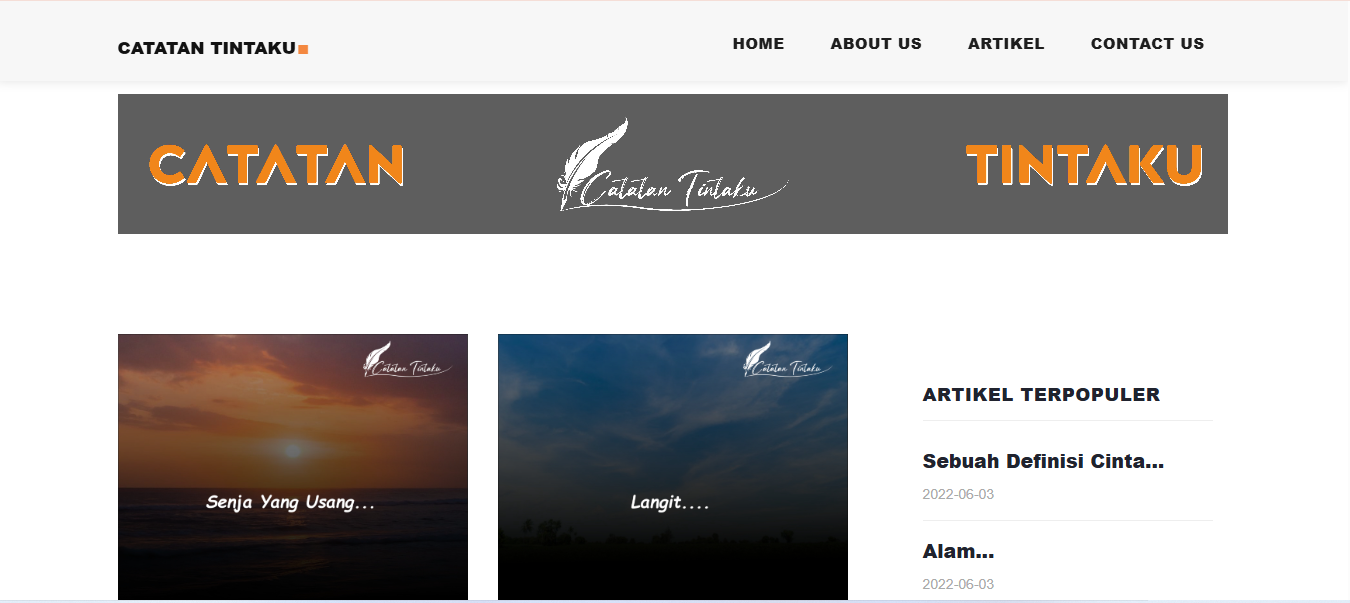 CATATAN TINTAKU
HOME ABOUT US ARTIKEL CONTACT US
CATATAN
Catatan Tintaku
TINTAKU
Catatan Tintaku
Senja Yang Usang...
Catatan Tintaku
Langit....
ARTIKEL TERPOPULER
Sebuah Definisi Cinta...
2022-06-03
Alam...
2022-06-03